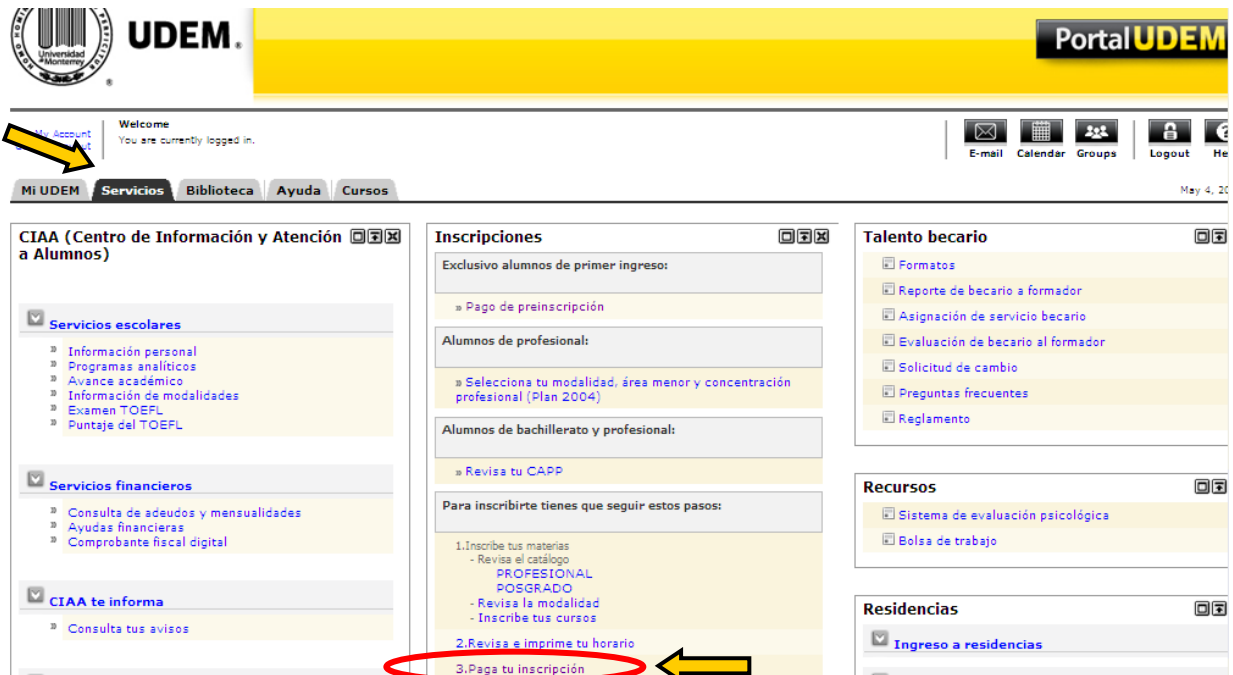 Universidad
de Monterrey
HOMO HOMINI
UDEM®
Portal UDEM
My Account
Welcome
You are currently logged in.
E-mail Calendar Groups Logout He
Mi UDEM Servicios Biblioteca Ayuda Cursos
May 4, 20
CIAA (Centro de Información y Atención
a Alumnos)
Servicios escolares
» Información personal
» Programas analíticos
» Avance académico
» Información de modalidades
» Examen TOEFL
» Puntaje del TOEFL
Servicios financieros
» Consulta de adeudos y mensualidades
» Ayudas financieras
» Comprobante fiscal digital
CIAA te informa
» Consulta tus avisos
Inscripciones
Exclusivo alumnos de primer ingreso:
» Pago de preinscripción
Alumnos de profesional:
» Selecciona tu modalidad, área menor y concentración
profesional (Plan 2004)
Alumnos de bachillerato y profesional:
» Revisa tu CAPP
Para inscribirte tienes que seguir estos pasos:
1.Inscribe tus materias
- Revisa el catálogo
PROFESIONAL
POSGRADO
- Revisa la modalidad
- Inscribe tus cursos
2.Revisa e imprime tu horario
3.Paga tu inscripción
Talento becario
Formatos
Reporte de becario a formador
Asignación de servicio becario
Evaluación de becario al formador
Solicitud de cambio
Preguntas frecuentes
Reglamento
Recursos
Sistema de evaluación psicológica
Bolsa de trabajo
Residencias
Ingreso a residencias